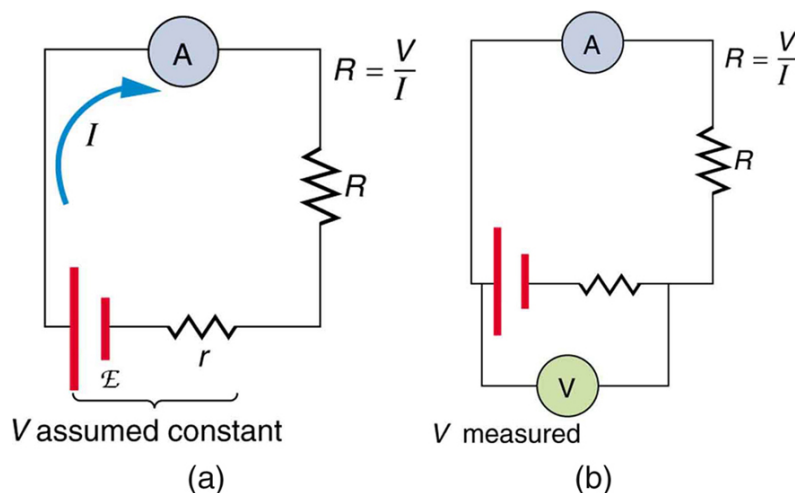 A
R = V/I
I
R
ℰ
r
V assumed constant
(a)
A
R = V/I
R
V
V measured
(b)